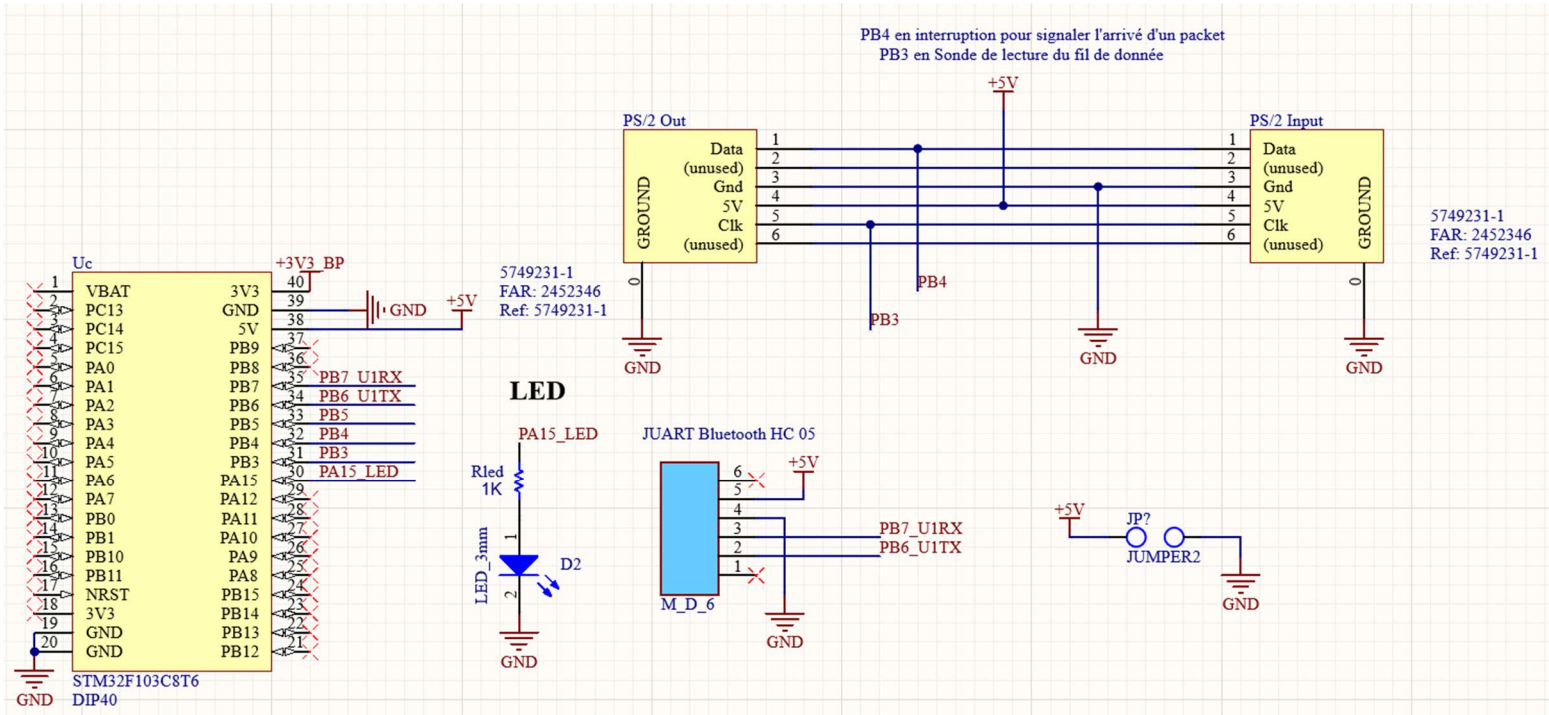 PB4 en interruption pour signaler l'arrivé d'un packet
PB3 en Sonde de lecture du fil de donnée
+5V
PS/2 Out
GROUND
Data 1
(unused) 2
Gnd 3
5V 4
Clk 5
(unused) 6
0
GND
5749231-1
FAR: 2452346
Ref: 5749231-1
PB4
PB3
GND
PS/2 Input
1 Data
2 (unused)
3 Gnd
4 5V
5 Clk
6 (unused)
GROUND
0
GND
5749231-1
FAR: 2452346
Ref: 5749231-1
Uc
1 VBAT
2 PC13
3 PC14
4 PC15
5 PA0
6 PA1
7 PA2
8 PA3
9 PA4
10 PA5
11 PA6
12 PA7
13 PB0
14 PB1
15 PB10
16 PB11
17 NRST
18 3V3
19 GND
20 GND
GND
3V3 40 +3V3_BP
GND 39 GND
5V 38 +5V
PB9 37
PB8 36
PB7 35 PB7_U1RX
PB6 34 PB6_U1TX
PB5 33 PB5
PB4 32 PB4
PB3 31 PB3
PA15 30 PA15_LED
PA12 29
PA11 28
PA10 27
PA9 26
PA8 25
PB15 24
PB14 23
PB13 22
PB12 21
STM32F103C8T6
DIP40
LED
PA15_LED
Rled
1K
1
LED_3mm
D2
2
GND
JUART Bluetooth HC 05
6
5 +5V
4
3 PB7_U1RX
2 PB6_U1TX
1
M_D_6
GND
+5V
JP?
JUMPER2
GND